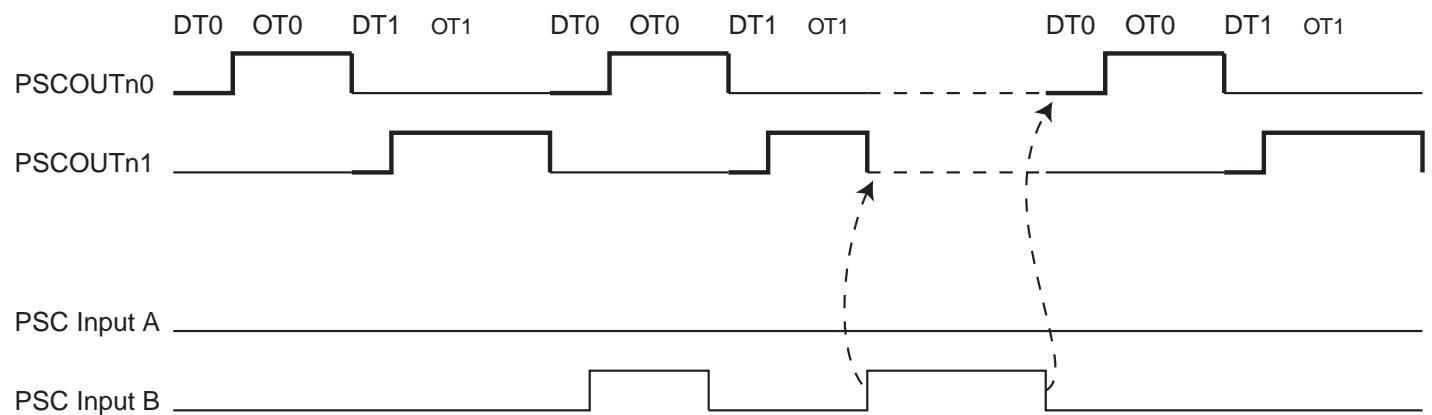 DT0 OT0 DT1 OT1 DT0 OT0 DT1 OT1 DT0 OT0 DT1 OT1
PSCOUTn0
PSCOUTn1
PSC Input A
PSC Input B